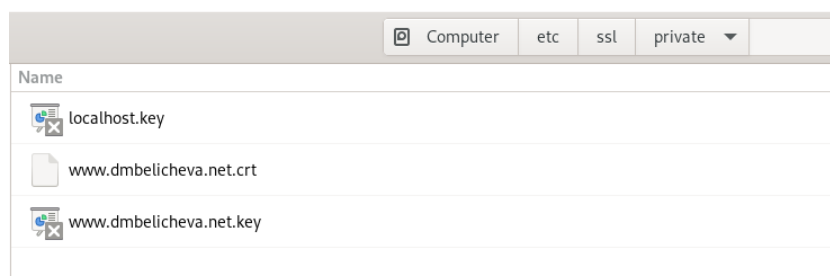 Computer etc ssl private
Name
localhost.key
www.dmbelicheva.net.crt
www.dmbelicheva.net.key